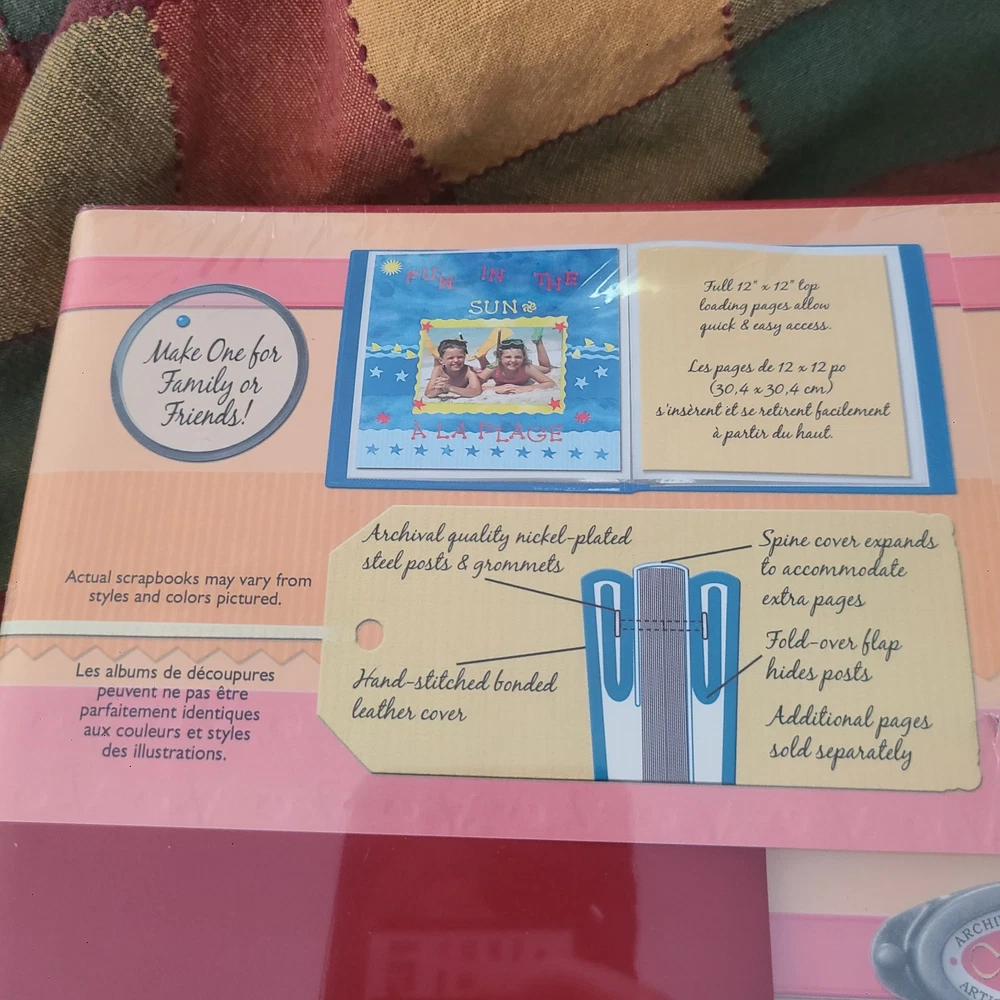 Make One for
Family or
Friends!
FUN IN THE
SUN
À LA PLAGE
Full 12" x 12" top
loading pages allow
quick & easy access.
Les pages de 12 x 12 po
(30,4 x 30,4 cm)
s'insèrent et se retirent facilement
à partir du haut.
Actual scrapbooks may vary from
styles and colors pictured.
Les albums de découpures
peuvent ne pas être
parfaitement identiques
aux couleurs et styles
des illustrations.
Archival quality nickel-plated
steel posts & grommets
Hand-stitched bonded
leather cover
Spine cover expands
to accommodate
extra pages
Fold-over flap
hides posts
Additional pages
sold separately